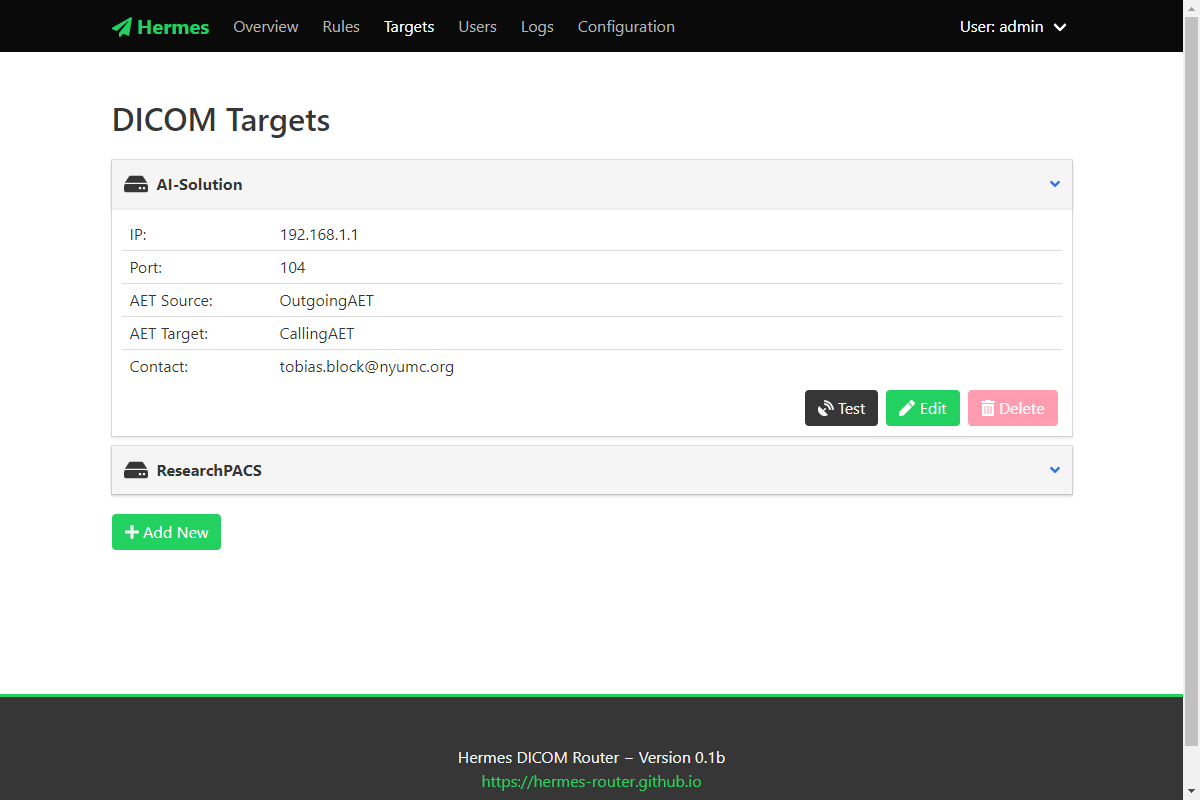 Hermes Overview Rules Targets Users Logs Configuration User: admin
DICOM Targets
AI-Solution
IP: 192.168.1.1
Port: 104
AET Source: OutgoingAET
AET Target: CallingAET
Contact: tobias.block@nyumc.org
Test Edit Delete
ResearchPACS
Add New
Hermes DICOM Router – Version 0.1b
https://hermes-router.github.io